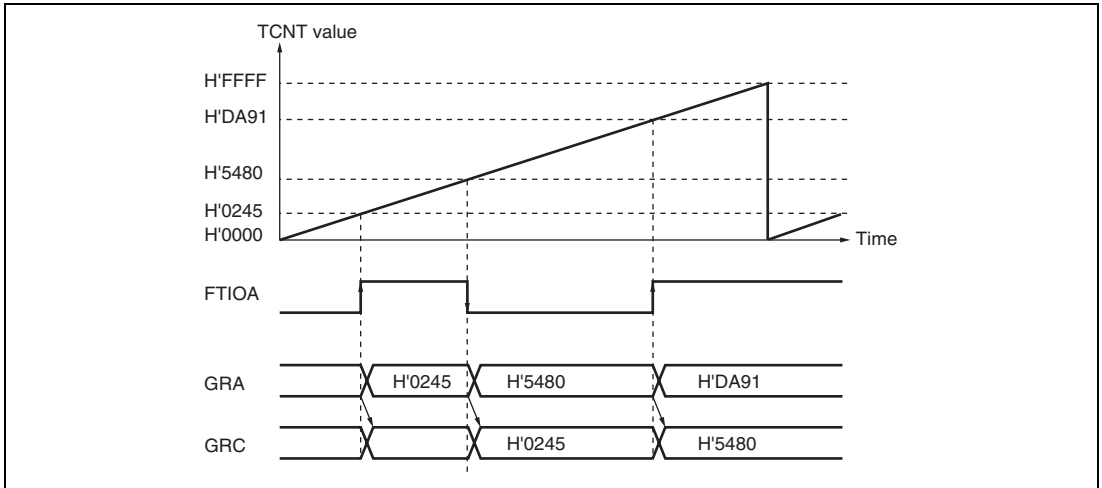 TCNT value
H'FFFF
H'DA91
H'5480
H'0245
H'0000
Time
FTIOA
GRA H'0245 H'5480 H'DA91
GRC H'0245 H'5480